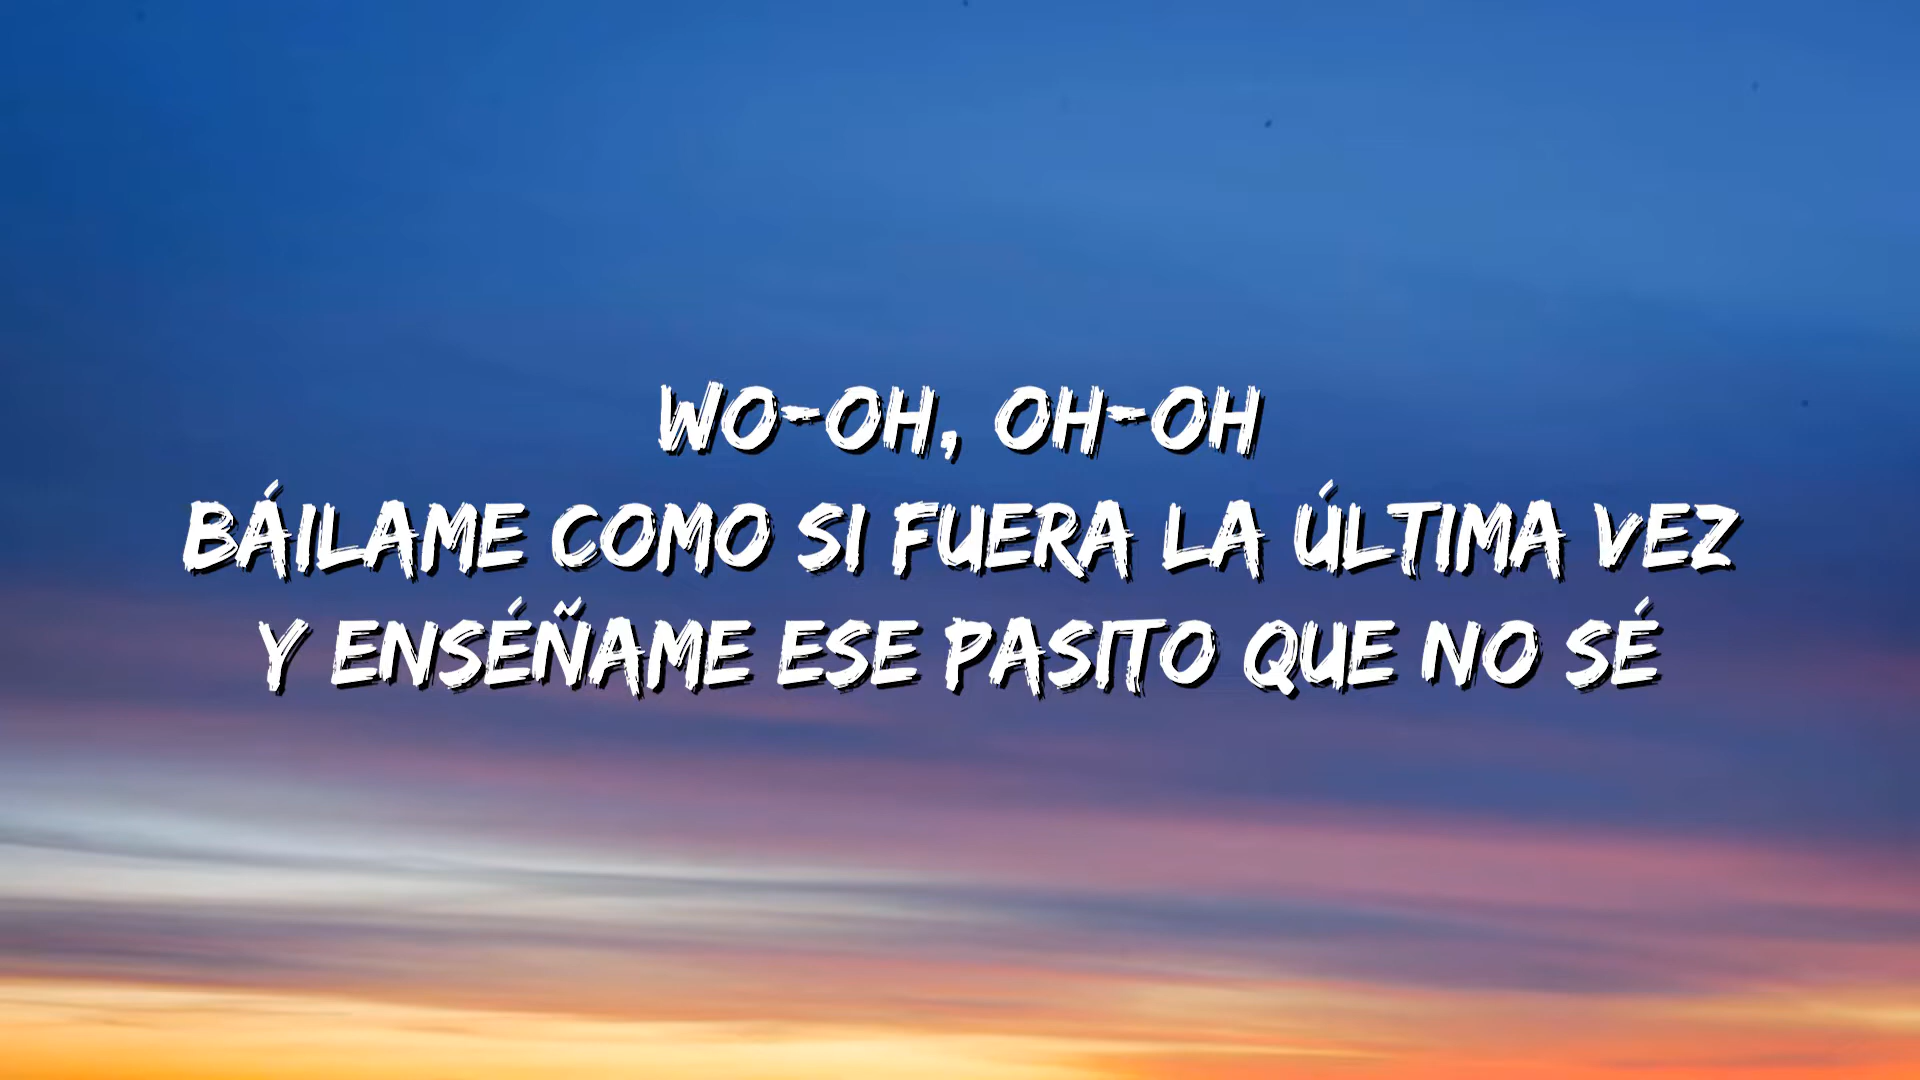 WO-OH, OH-OH
BÁILAME COMO SI FUERA LA ÚLTIMA VEZ
Y ENSÉÑAME ESE PASITO QUE NO SÉ